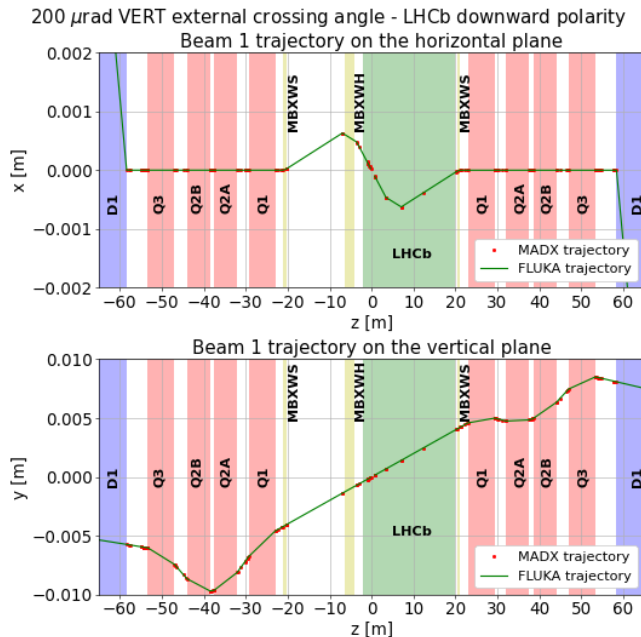 200 μrad VERT external crossing angle - LHCb downward polarity
Beam 1 trajectory on the horizontal plane
0.002
0.001
0.000
−0.001
−0.002
x [m]
D1
Q3
Q2B
Q2A
Q1
MBXWS
MBXWH
LHCb
MBXWS
Q1
Q2A
Q2B
Q3
D1
MADX trajectory
FLUKA trajectory
−60 −50 −40 −30 −20 −10 0 10 20 30 40 50 60
z [m]
Beam 1 trajectory on the vertical plane
0.010
0.005
0.000
−0.005
−0.010
y [m]
D1
Q3
Q2B
Q2A
Q1
MBXWS
MBXWH
LHCb
MBXWS
Q1
Q2A
Q2B
Q3
D1
MADX trajectory
FLUKA trajectory
−60 −50 −40 −30 −20 −10 0 10 20 30 40 50 60
z [m]